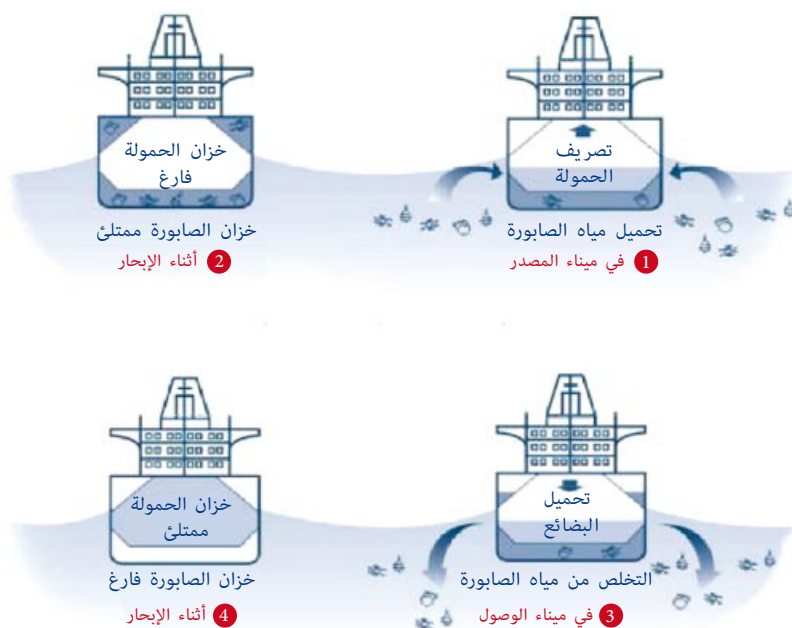 تصريف
الحمولة
تحميل مياه الصابورة
1 في ميناء المصدر
خزان الحمولة
فارغ
خزان الصابورة ممتلئ
2 أثناء الإبحار
تحميل
البضائع
التخلص من مياه الصابورة
3 في ميناء الوصول
خزان الحمولة
ممتلئ
خزان الصابورة فارغ
4 أثناء الإبحار